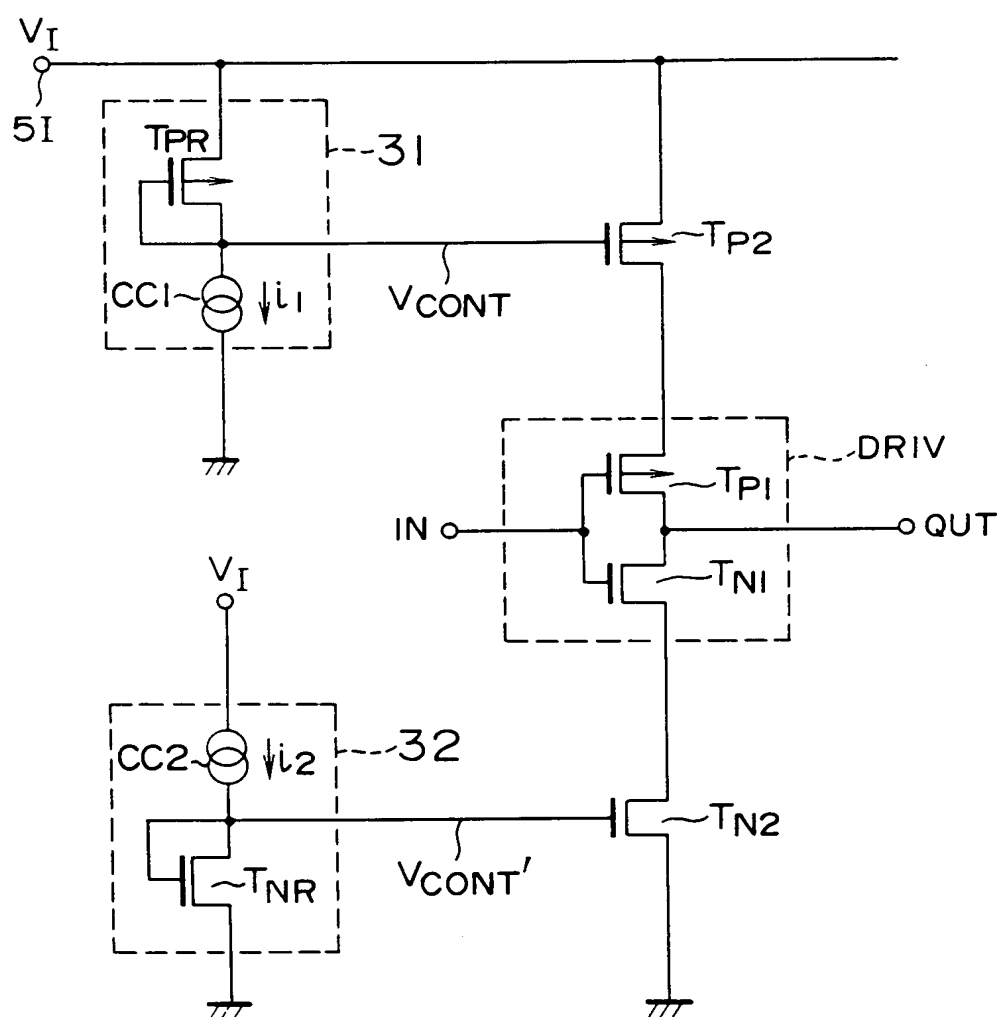 VI
5I
TPR
31
CC1
i1
VCONT
TP2
DRIV
TP1
IN
QUT
TN1
VI
CC2
i2
32
TNR
VCONT'
TN2